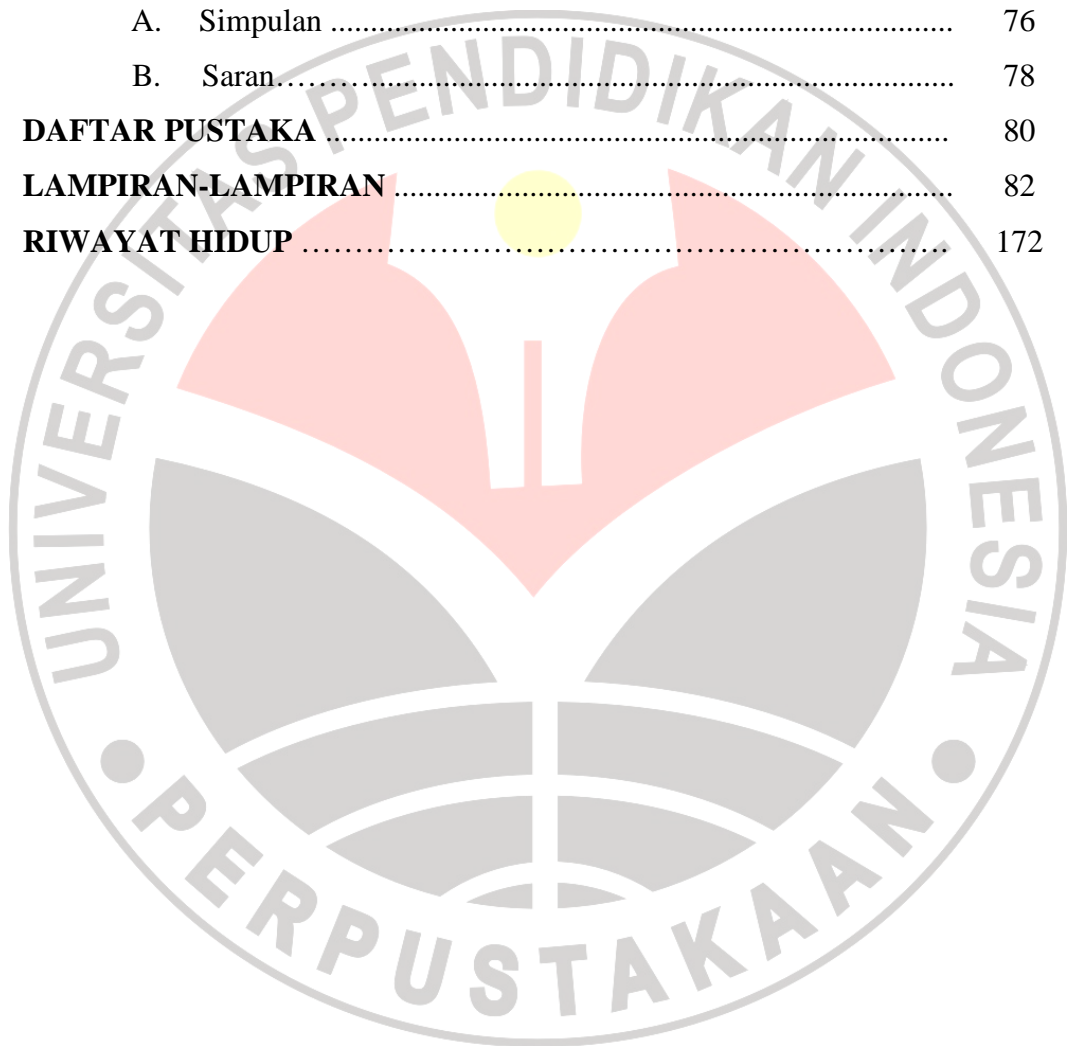 A. Simpulan ................................................................................ 76
B. Saran................................................................................ 78
DAFTAR PUSTAKA ................................................................................ 80
LAMPIRAN-LAMPIRAN ................................................................................ 82
RIWAYAT HIDUP ................................................................................ 172
UNIVERSITAS PENDIDIKAN INDONESIA
PERPUSTAKAAN